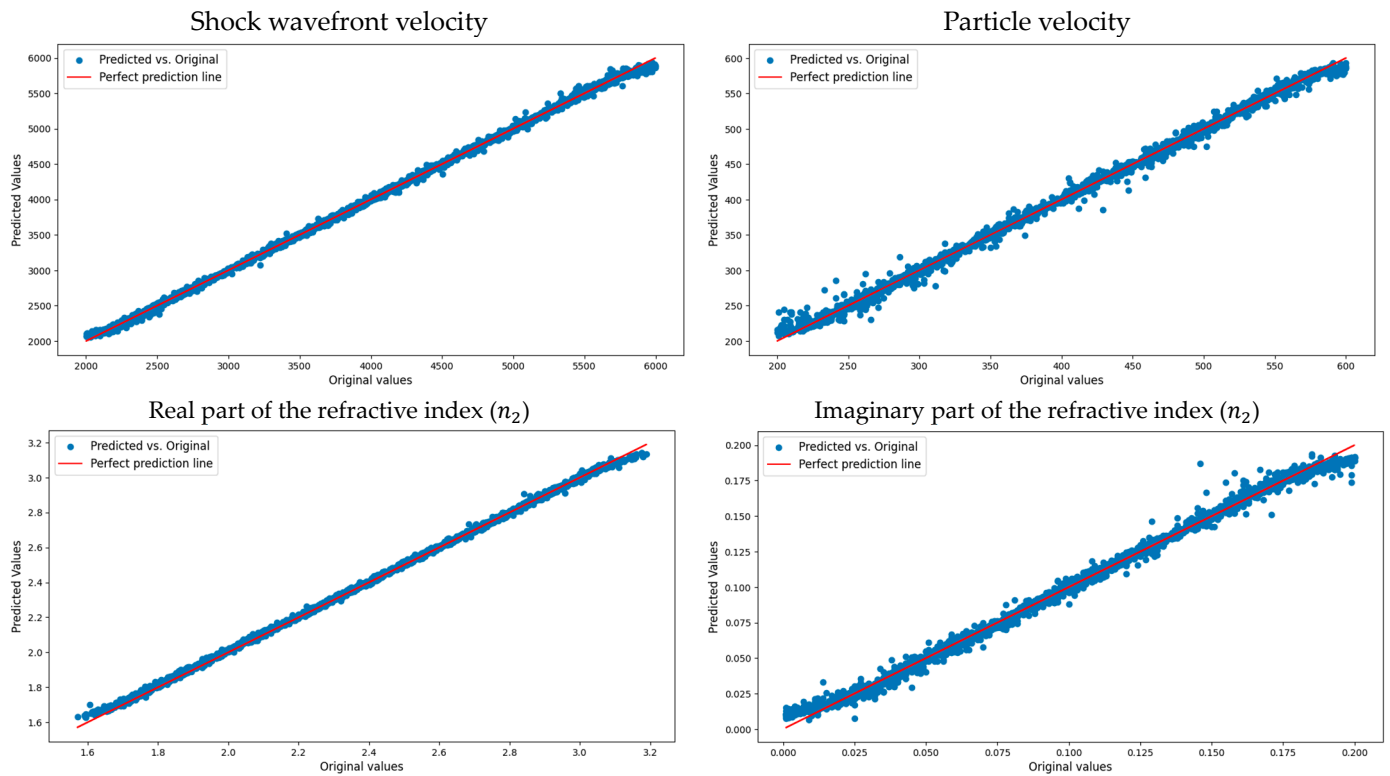 Shock wavefront velocity
Predicted vs. Original
Perfect prediction line
6000
5500
5000
4500
4000
3500
3000
2500
2000
Predicted Values
2000 2500 3000 3500 4000 4500 5000 5500 6000
Original values
Particle velocity
Predicted vs. Original
Perfect prediction line
600
550
500
450
400
350
300
250
200
Predicted Values
200 250 300 350 400 450 500 550 600
Original values
Real part of the refractive index (n₂)
Predicted vs. Original
Perfect prediction line
3.2
3.0
2.8
2.6
2.4
2.2
2.0
1.8
1.6
Predicted Values
1.6 1.8 2.0 2.2 2.4 2.6 2.8 3.0 3.2
Original values
Imaginary part of the refractive index (n₂)
Predicted vs. Original
Perfect prediction line
0.200
0.175
0.150
0.125
0.100
0.075
0.050
0.025
0.000
Predicted Values
0.000 0.025 0.050 0.075 0.100 0.125 0.150 0.175 0.200
Original values